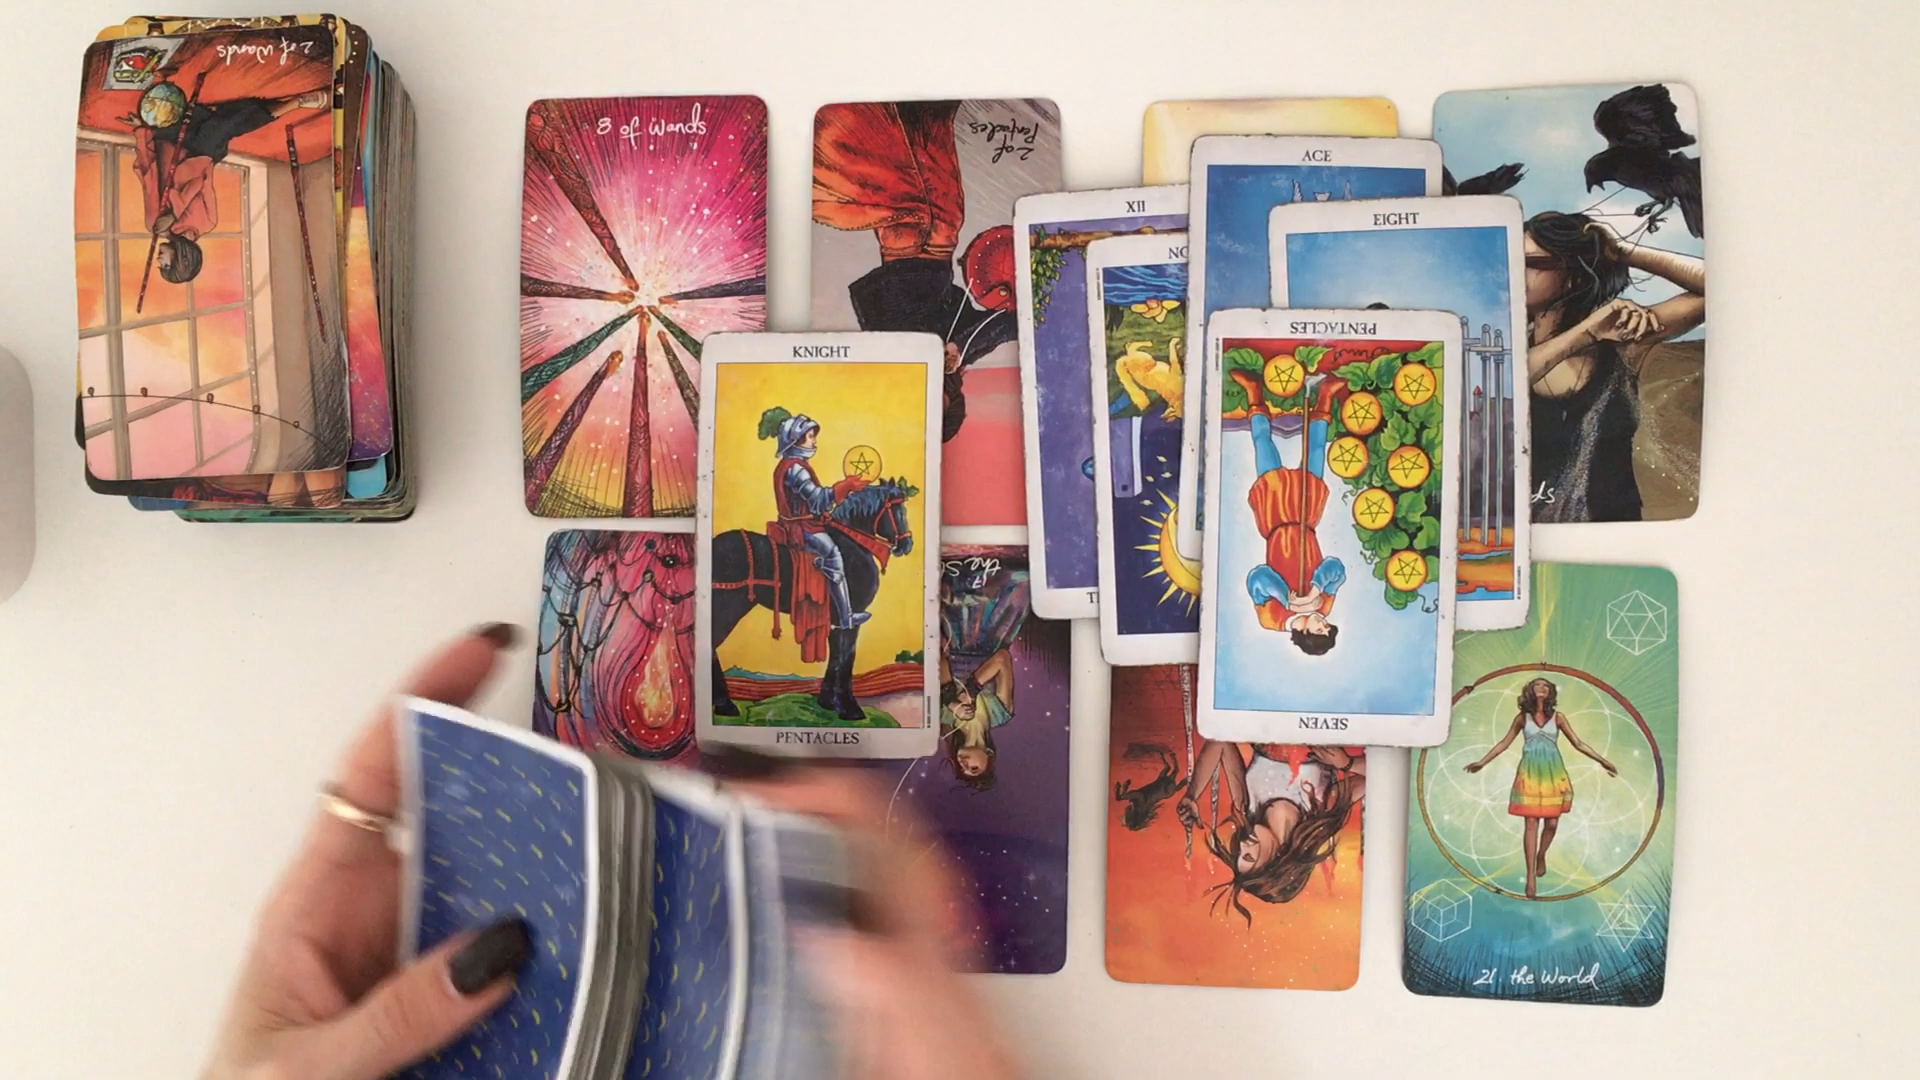 2 of Wands
8 of Wands
2 of
Pentacles
XII
ACE
EIGHT
KNIGHT
PENTACLES
PENTACLES
SEVEN
the
21. the World